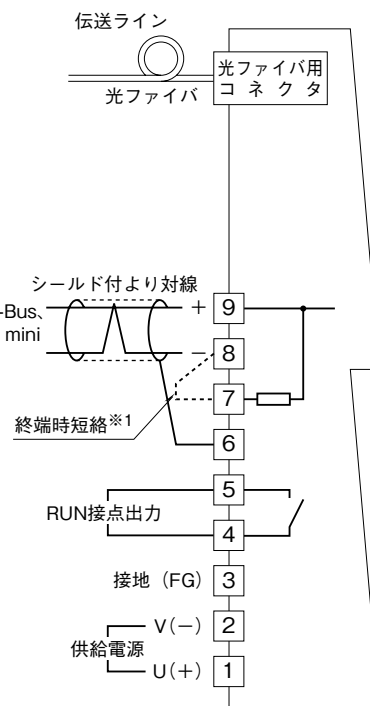 伝送ライン
光ファイバ
光ファイバ用
コネクタ
シールド付より対線
-Bus、
mini
+ 9
− 8
7
終端時短絡※1
6
5
RUN接点出力
4
接地（FG） 3
V(−) 2
供給電源
U(+) 1